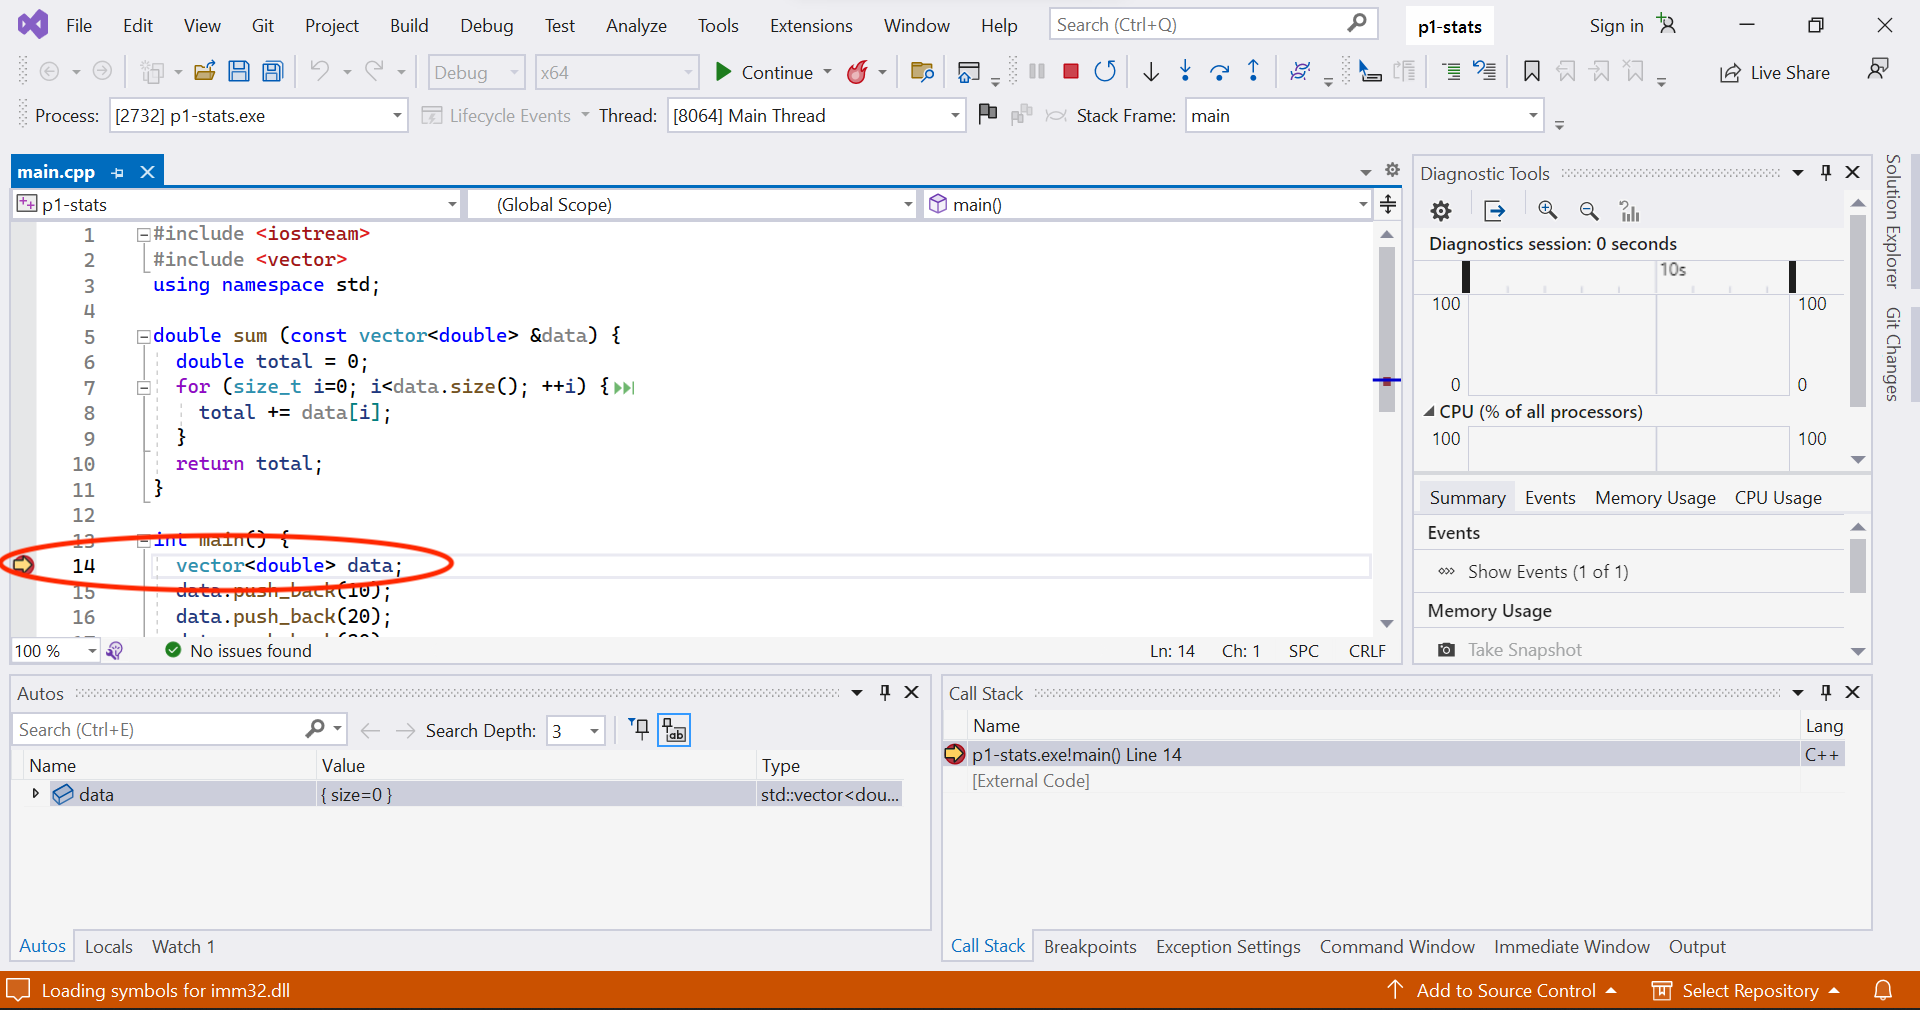 File Edit View Git Project Build Debug Test Analyze Tools Extensions Window Help Search (Ctrl+Q) p1-stats Sign in
Debug x64 Continue Live Share
Process: [2732] p1-stats.exe Lifecycle Events Thread: [8064] Main Thread Stack Frame: main
main.cpp
p1-stats (Global Scope) main()
1 #include <iostream>
2 #include <vector>
3 using namespace std;
4
5 double sum (const vector<double> &data) {
6 double total = 0;
7 for (size_t i=0; i<data.size(); ++i) {
8 total += data[i];
9 }
10 return total;
11 }
12
13 int main() {
14 vector<double> data;
15 data.push_back(10);
16 data.push_back(20);
100 % No issues found Ln: 14 Ch: 1 SPC CRLF
Diagnostic Tools
Diagnostics session: 0 seconds
10s
100 100
0 0
CPU (% of all processors)
100 100
Summary Events Memory Usage CPU Usage
Events
Show Events (1 of 1)
Memory Usage
Take Snapshot
Solution Explorer
Git Changes
Autos
Search (Ctrl+E) Search Depth: 3
Name Value Type
data { size=0 } std::vector<dou...
Autos Locals Watch 1
Call Stack
Name Lang
p1-stats.exe!main() Line 14 C++
[External Code]
Call Stack Breakpoints Exception Settings Command Window Immediate Window Output
Loading symbols for imm32.dll Add to Source Control Select Repository